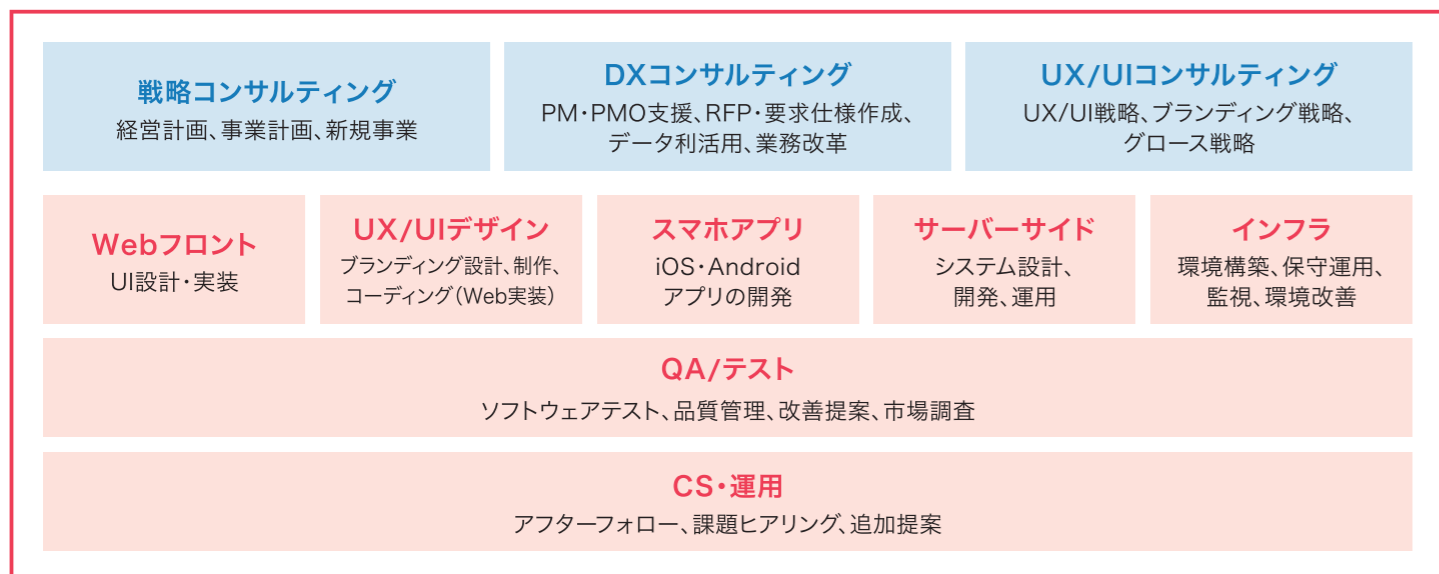 戦略コンサルティング
経営計画、事業計画、新規事業
DXコンサルティング
PM・PMO支援、RFP・要求仕様作成、
データ利活用、業務改革
UX/UIコンサルティング
UX/UI戦略、ブランディング戦略、
グロース戦略
Webフロント
UI設計・実装
UX/UIデザイン
ブランディング設計、制作、
コーディング（Web実装）
スマホアプリ
iOS・Android
アプリの開発
サーバーサイド
システム設計、
開発、運用
インフラ
環境構築、保守運用、
監視、環境改善
QA/テスト
ソフトウェアテスト、品質管理、改善提案、市場調査
CS・運用
アフターフォロー、課題ヒアリング、追加提案